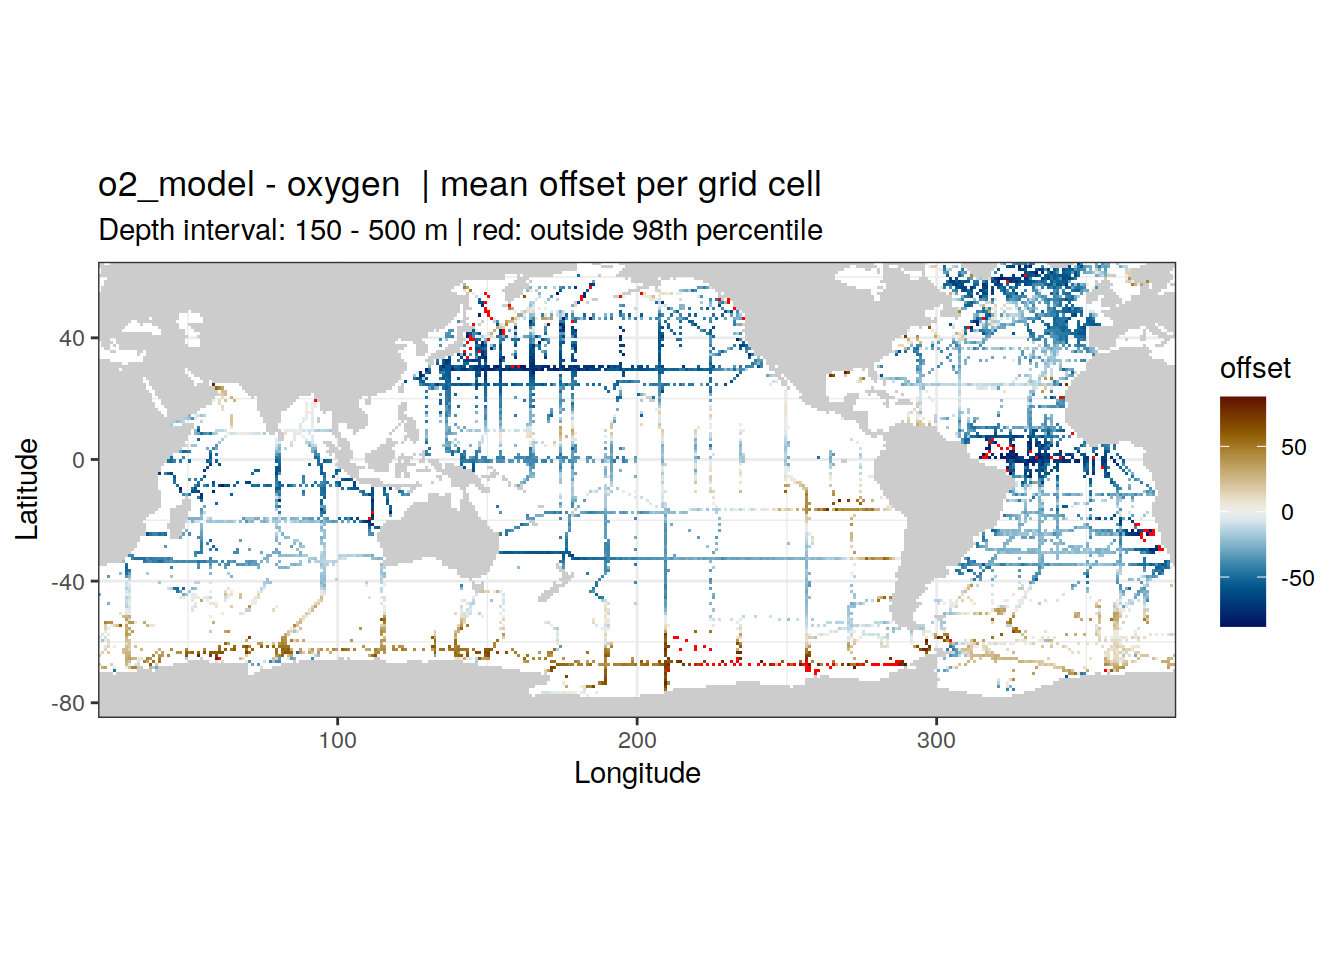 o2_model - oxygen  | mean offset per grid cell
Depth interval: 150 - 500 m | red: outside 98th percentile
40
0
-40
-80
Latitude
100
200
300
Longitude
offset
50
0
-50